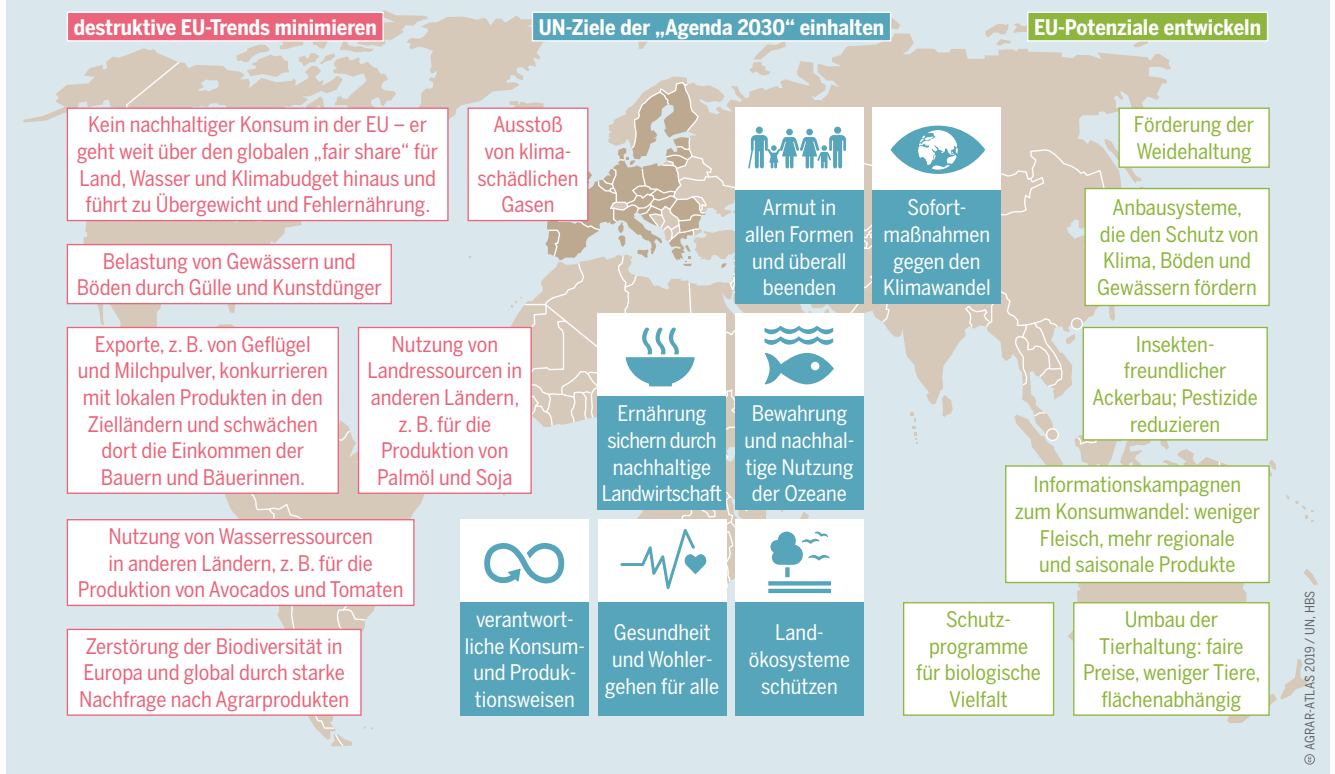 destruktive EU-Trends minimieren
UN-Ziele der „Agenda 2030“ einhalten
EU-Potenziale entwickeln
Kein nachhaltiger Konsum in der EU – er
geht weit über den globalen „fair share“ für
Land, Wasser und Klimabudget hinaus und
führt zu Übergewicht und Fehlernährung.
Ausstoß
von klima-
schädlichen
Gasen
Belastung von Gewässern und
Böden durch Gülle und Kunstdünger
Exporte, z. B. von Geflügel
und Milchpulver, konkurrieren
mit lokalen Produkten in den
Zielländern und schwächen
dort die Einkommen der
Bauern und Bäuerinnen.
Nutzung von
Landressourcen in
anderen Ländern,
z. B. für die
Produktion von
Palmöl und Soja
Nutzung von Wasserressourcen
in anderen Ländern, z. B. für die
Produktion von Avocados und Tomaten
Zerstörung der Biodiversität in
Europa und global durch starke
Nachfrage nach Agrarprodukten
Armut in
allen Formen
und überall
beenden
Sofort-
maßnahmen
gegen den
Klimawandel
Ernährung
sichern durch
nachhaltige
Landwirtschaft
Bewahrung
und nachhal-
tige Nutzung
der Ozeane
verantwort-
liche Konsum-
und Produk-
tionsweisen
Gesundheit
und Wohler-
gehen für alle
Land-
ökosysteme
schützen
Förderung der
Weidehaltung
Anbausysteme,
die den Schutz von
Klima, Böden und
Gewässern fördern
Insekten-
freundlicher
Ackerbau; Pestizide
reduzieren
Informationskampagnen
zum Konsumwandel: weniger
Fleisch, mehr regionale
und saisonale Produkte
Schutz-
programme
für biologische
Vielfalt
Umbau der
Tierhaltung: faire
Preise, weniger Tiere,
flächenabhängig
AGRAR-ATLAS 2019 / UN, HBS